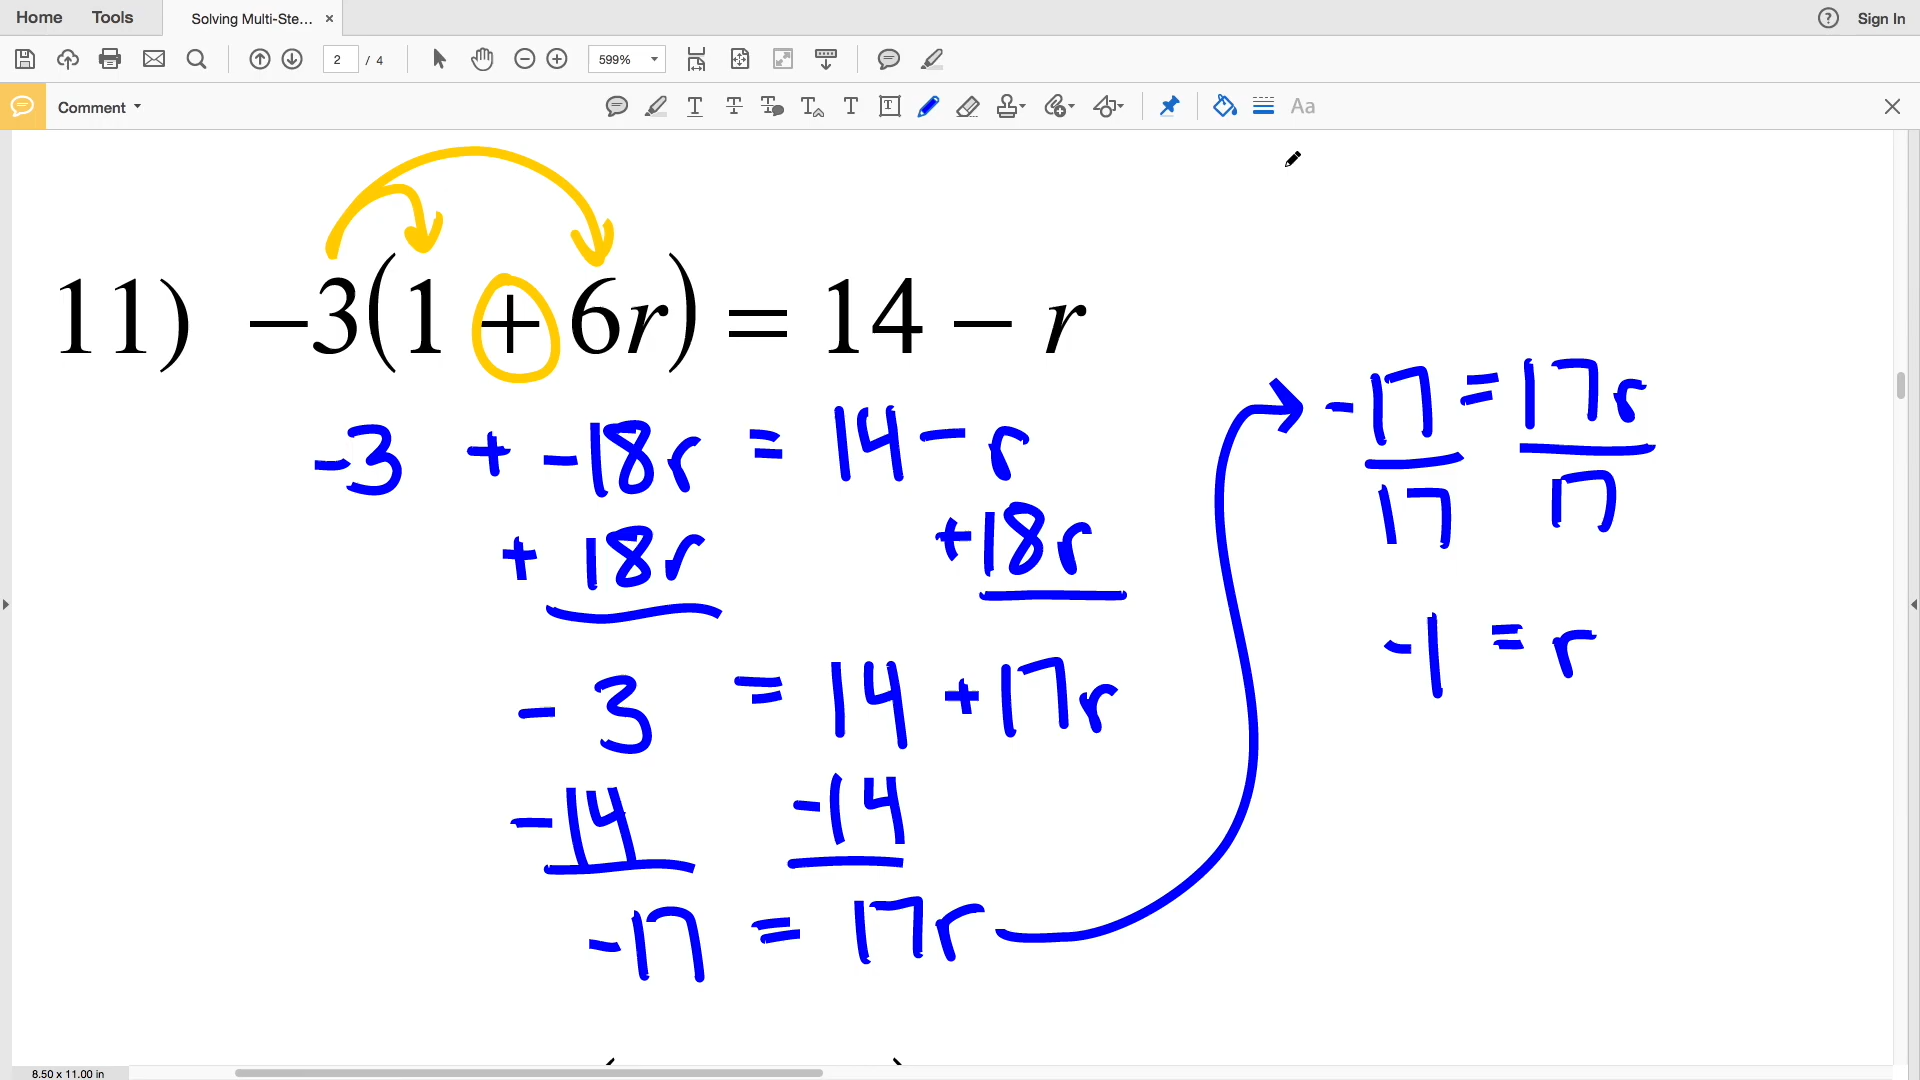 Home Tools Solving Multi-Ste... × ? Sign In
2 / 4 599%
Comment T T T T T T Aa
11) −3(1 + 6r) = 14 − r
-3 + -18r = 14 - r
+ 18r +18r
-3 = 14 + 17r
-14 -14
-17 = 17r
-17 = 17r
17 17
-1 = r
8.50 x 11.00 in